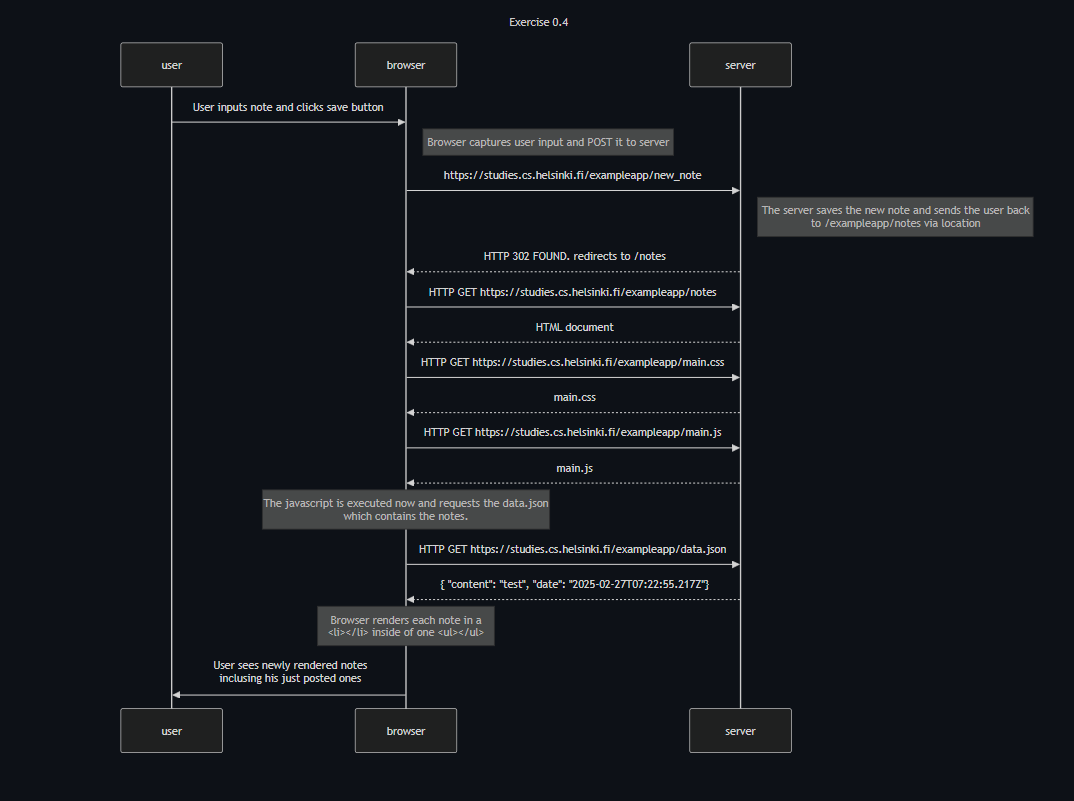 Exercise 0.4
user
browser
server
User inputs note and clicks save button
Browser captures user input and POST it to server
https://studies.cs.helsinki.fi/exampleapp/new_note
The server saves the new note and sends the user back
to /exampleapp/notes via location
HTTP 302 FOUND. redirects to /notes
HTTP GET https://studies.cs.helsinki.fi/exampleapp/notes
HTML document
HTTP GET https://studies.cs.helsinki.fi/exampleapp/main.css
main.css
HTTP GET https://studies.cs.helsinki.fi/exampleapp/main.js
main.js
The javascript is executed now and requests the data.json
which contains the notes.
HTTP GET https://studies.cs.helsinki.fi/exampleapp/data.json
{ "content": "test", "date": "2025-02-27T07:22:55.217Z"}
Browser renders each note in a
<li></li> inside of one <ul></ul>
User sees newly rendered notes
inclusing his just posted ones
user
browser
server